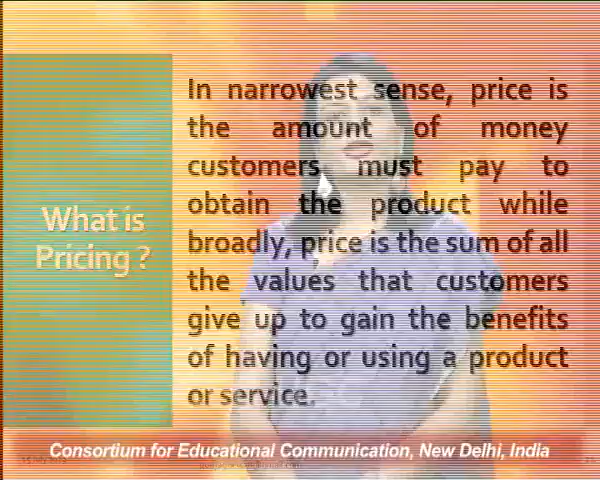 What is
Pricing ?
In narrowest sense, price is
the amount of money
customers must pay to
obtain the product while
broadly, price is the sum of all
the values that customers
give up to gain the benefits
of having or using a product
or service.
Consortium for Educational Communication, New Delhi, India